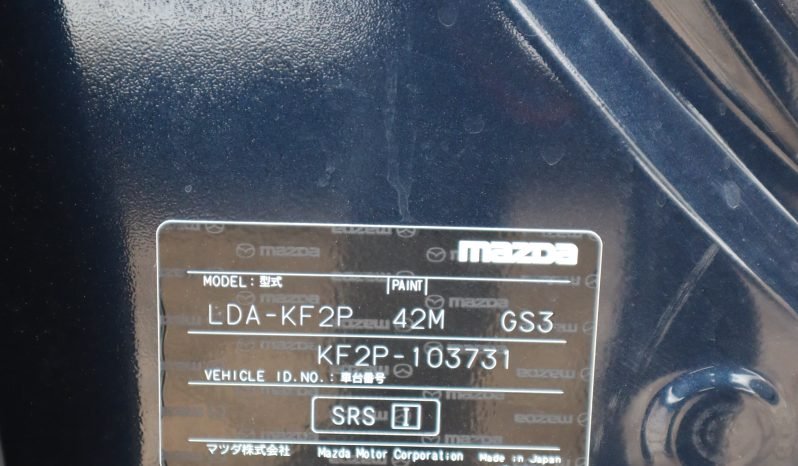 mazda
MODEL:型式 PAINT
LDA-KF2P 42M GS3
KF2P-103731
VEHICLE ID.NO.:車台番号
SRS I
マツダ株式会社 Mazda Motor Corporation Made in Japan